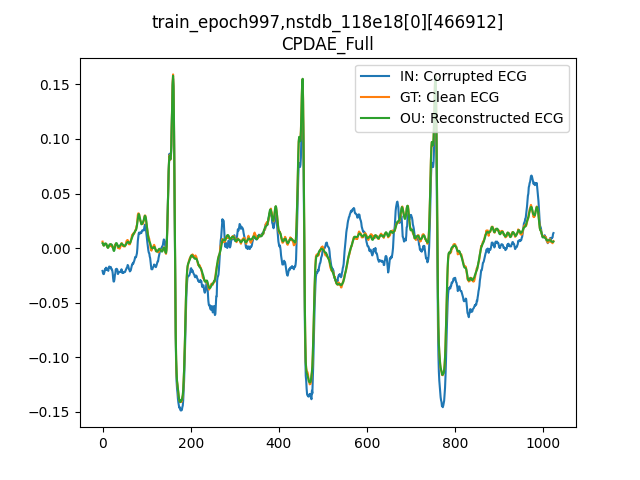 train_epoch997,nstdb_118e18[0][466912]
CPDAE_Full
IN: Corrupted ECG
GT: Clean ECG
OU: Reconstructed ECG
0.15
0.10
0.05
0.00
−0.05
−0.10
−0.15
0 200 400 600 800 1000